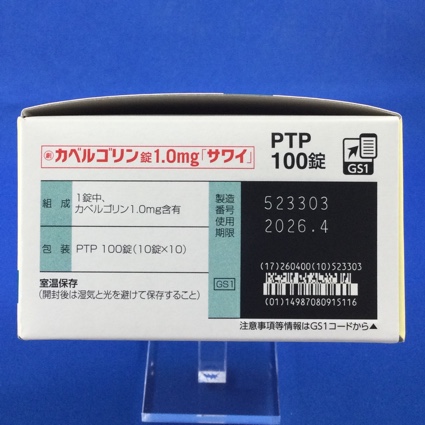 劇 カベルゴリン錠1.0mg「サワイ」
PTP
100錠
GS1
組成
1錠中、
カベルゴリン1.0mg含有
包装
PTP 100錠(10錠×10)
製造
番号
使用
期限
523303
2026.4
室温保存
(開封後は湿気と光を避けて保存すること)
GS1
(17)260400(10)523303
(01)14987080915116
注意事項等情報はGS1コードから▲